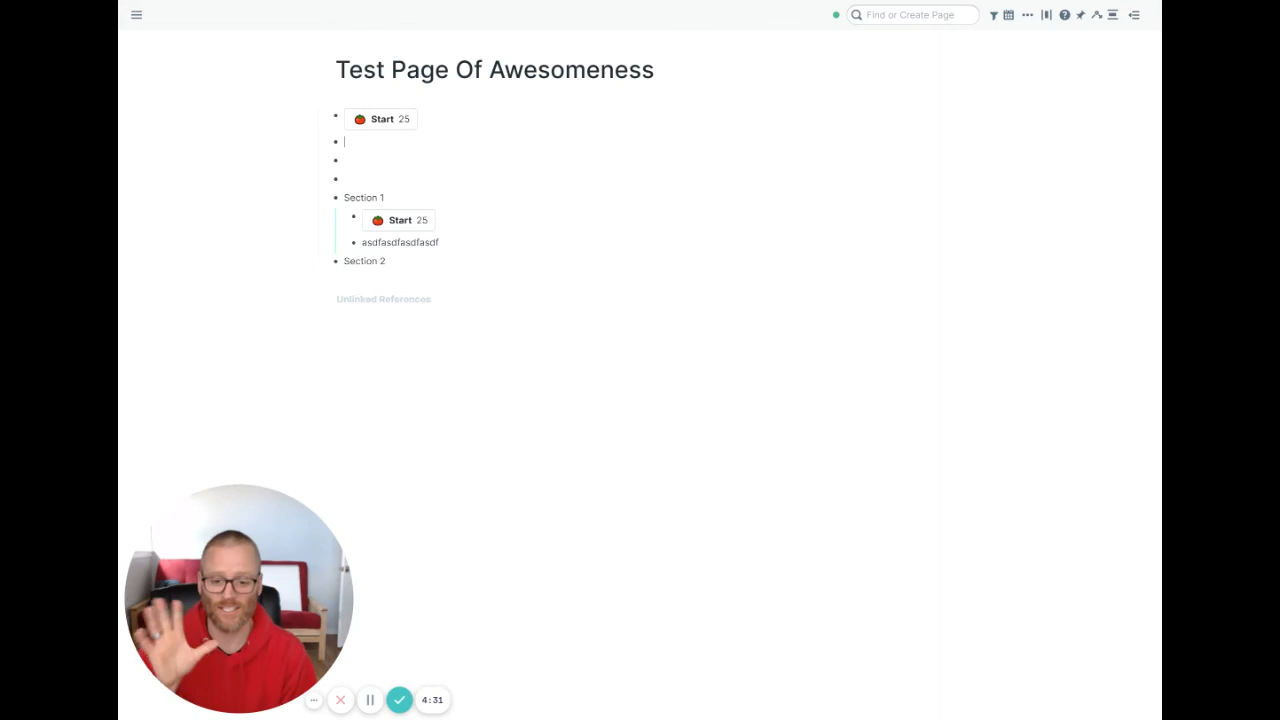 Find or Create Page
Test Page Of Awesomeness
Start 25
Section 1
Start 25
asdfasdfasdfasdf
Section 2
Unlinked References
4:31